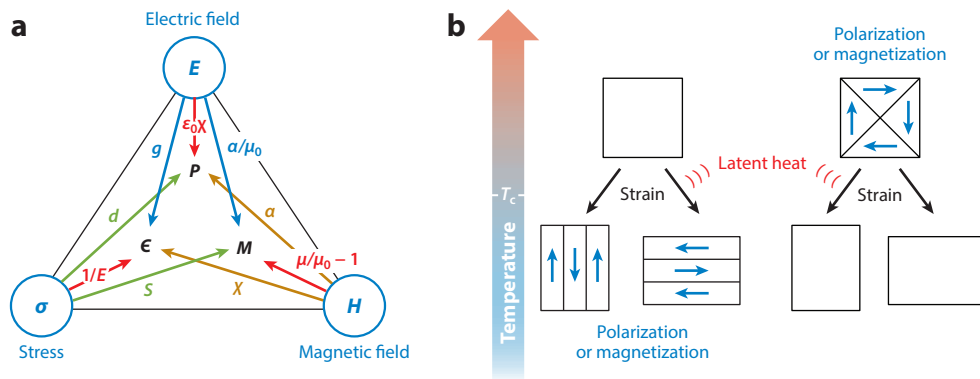 a
Electric field
E
ε₀χ
g
α/μ₀
P
d
α
ϵ
M
μ/μ₀ – 1
1/E
S
χ
σ
H
Stress
Magnetic field
b
Temperature
Tc
Polarization
or magnetization
Latent heat
Strain
Strain
Polarization
or magnetization